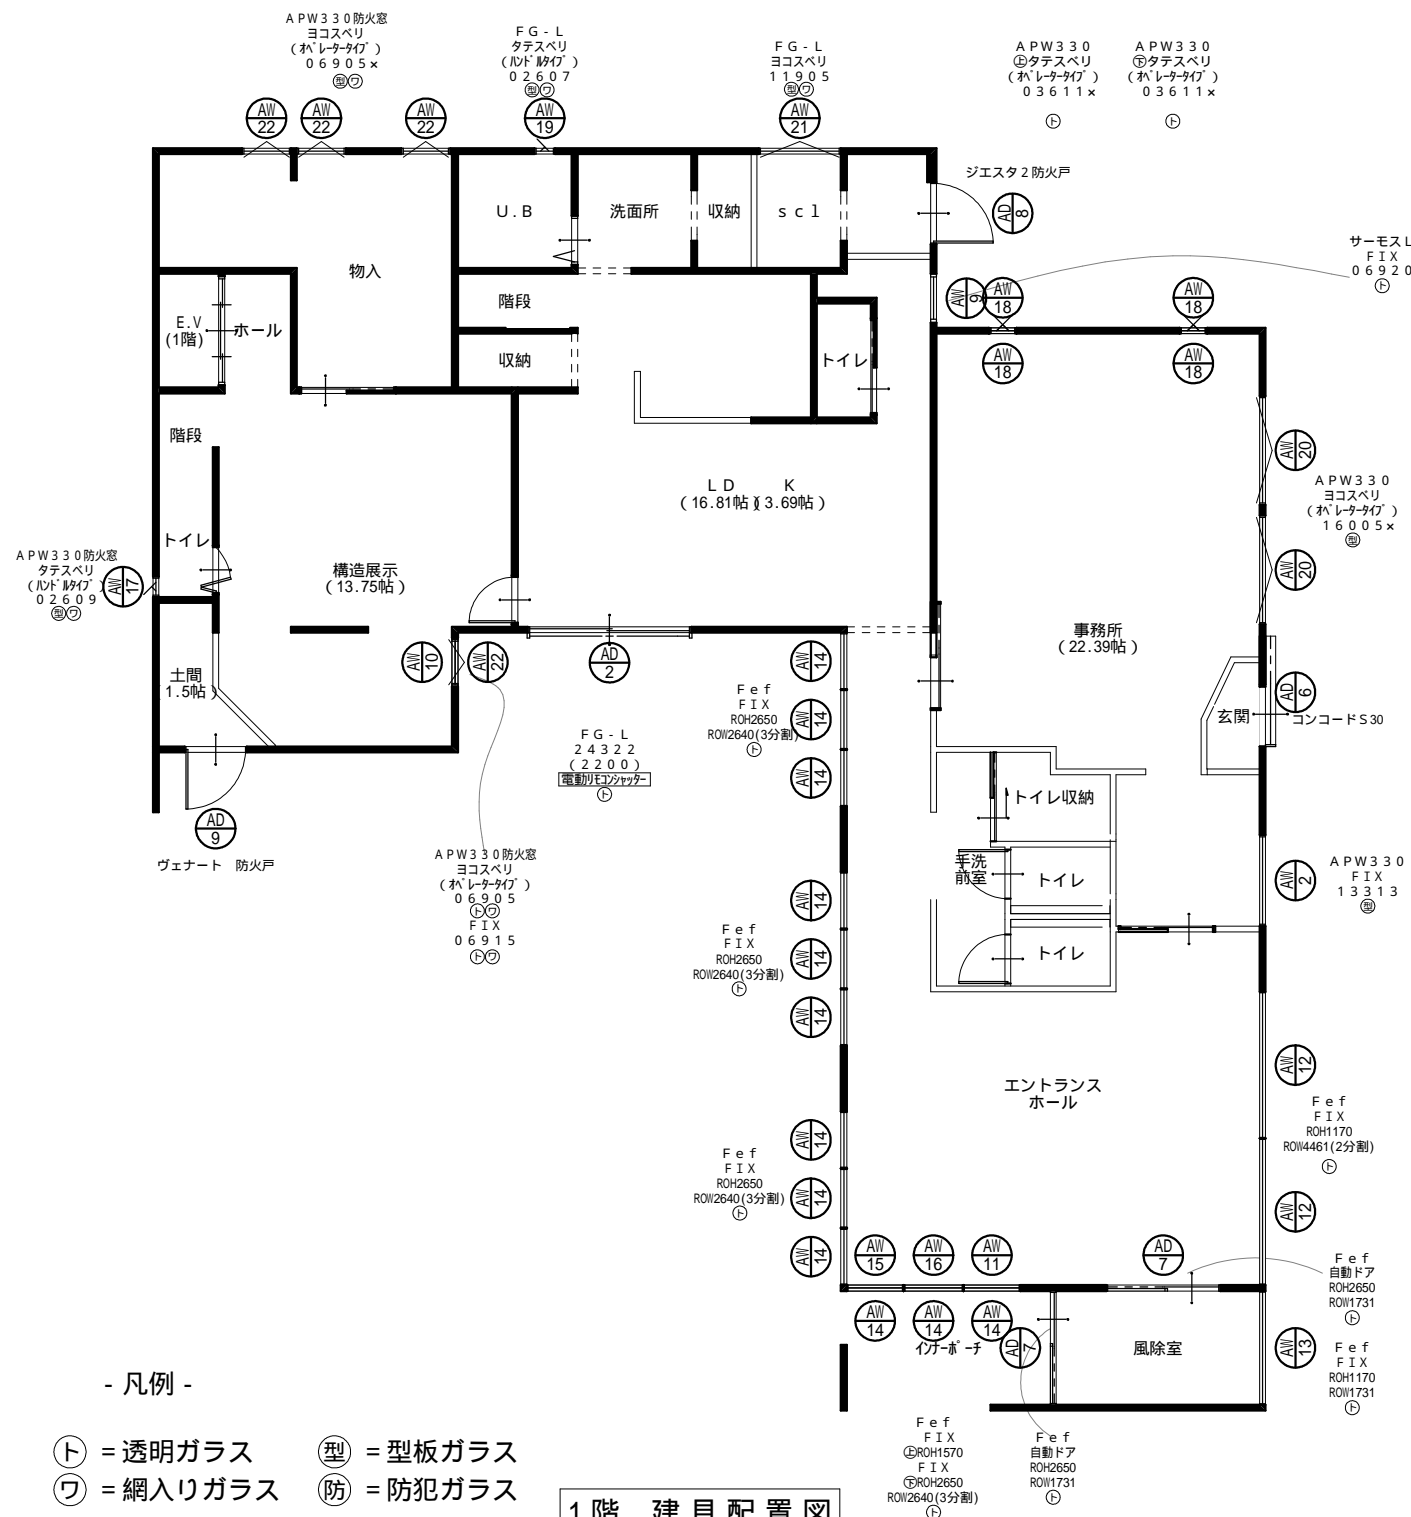 APW330防火窓
ヨコスベリ
(ｵﾍﾟﾚｰﾀｰﾀｲﾌﾟ)
06905×
型ワ
FG-L
タテスベリ
(ﾊﾝﾄﾞﾙﾀｲﾌﾟ)
02607
型ワ
FG-L
ヨコスベリ
11905
型ワ
APW330
上タテスベリ
(ｵﾍﾟﾚｰﾀｰﾀｲﾌﾟ)
03611×
ト
APW330
下タテスベリ
(ｵﾍﾟﾚｰﾀｰﾀｲﾌﾟ)
03611×
ト
AW
22
AW
22
AW
22
AW
19
AW
21
ジエスタ2防火戸
AD
8
U.B
洗面所
収納
scl
サーモスL
FIX
06920
ト
物入
階段
E.V
(1階)
ホール
収納
トイレ
AW
9
AW
18
AW
18
AW
18
AW
18
階段
AW
20
LD K
(16.81帖)(3.69帖)
APW330
ヨコスベリ
(ｵﾍﾟﾚｰﾀｰﾀｲﾌﾟ)
16005×
型
トイレ
APW330防火窓
タテスベリ
(ﾊﾝﾄﾞﾙﾀｲﾌﾟ)
02609
型ワ
AW
17
構造展示
(13.75帖)
AW
20
事務所
(22.39帖)
土間
1.5帖)
AW
10
AW
22
AD
2
AW
14
Fef
FIX
ROH2650
ROW2640(3分割)
ト
AW
14
AW
14
AD
6
玄関
コンコードS30
FG-L
24322
(2200)
電動ﾘﾓｺﾝｼｬｯﾀｰ
ト
トイレ収納
AD
9
ヴェナート 防火戸
APW330防火窓
ヨコスベリ
(ｵﾍﾟﾚｰﾀｰﾀｲﾌﾟ)
06905
トワ
FIX
06915
トワ
手洗
前室
トイレ
トイレ
AW
2
APW330
FIX
13313
型
AW
14
AW
14
AW
14
Fef
FIX
ROH2650
ROW2640(3分割)
ト
エントランス
ホール
AW
12
Fef
FIX
ROH1170
ROW4461(2分割)
ト
AW
12
AW
14
AW
14
AW
14
Fef
FIX
ROH2650
ROW2640(3分割)
ト
AW
15
AW
16
AW
11
AD
7
Fef
自動ドア
ROH2650
ROW1731
ト
AW
14
AW
14
AW
14
ｲﾝﾅｰﾎﾟｰﾁ
AD
7
風除室
AW
13
Fef
FIX
ROH1170
ROW1731
ト
Fef
FIX
上ROH1570
FIX
下ROH2650
ROW2640(3分割)
ト
Fef
自動ドア
ROH2650
ROW1731
ト
- 凡例 -
ト =透明ガラス 型 =型板ガラス
ワ =網入りガラス 防 =防犯ガラス
1階 建具配置図